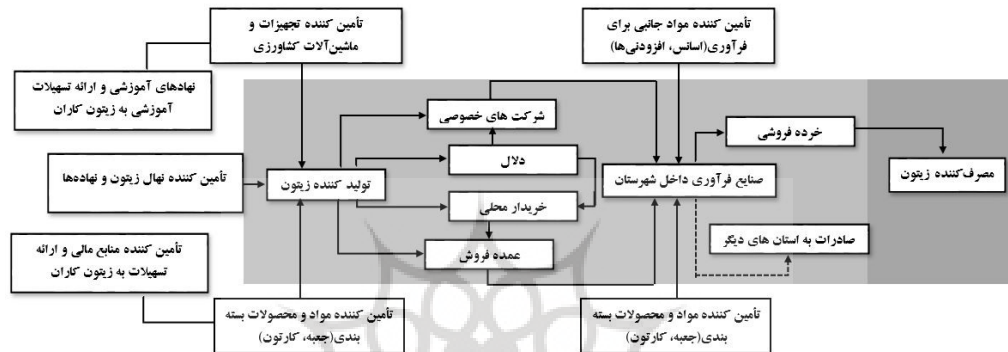 تأمین کننده تجهیزات و
ماشین‌آلات کشاورزی
تأمین کننده مواد جانبی برای
فرآوری(اسانس، افزودنی‌ها)
نهادهای آموزشی و ارائه تسهیلات
آموزشی به زیتون کاران
شرکت های خصوصی
خرده فروشی
دلال
تأمین کننده نهال زیتون و نهاده‌ها
تولید کننده زیتون
صنایع فرآوری داخل شهرستان
مصرف‌کننده زیتون
خریدار محلی
صادرات به استان های دیگر
تأمین کننده منابع مالی و ارائه
تسهیلات به زیتون کاران
عمده فروش
تأمین کننده مواد و محصولات بسته
بندی(جعبه، کارتون)
تأمین کننده مواد و محصولات بسته
بندی(جعبه، کارتون)